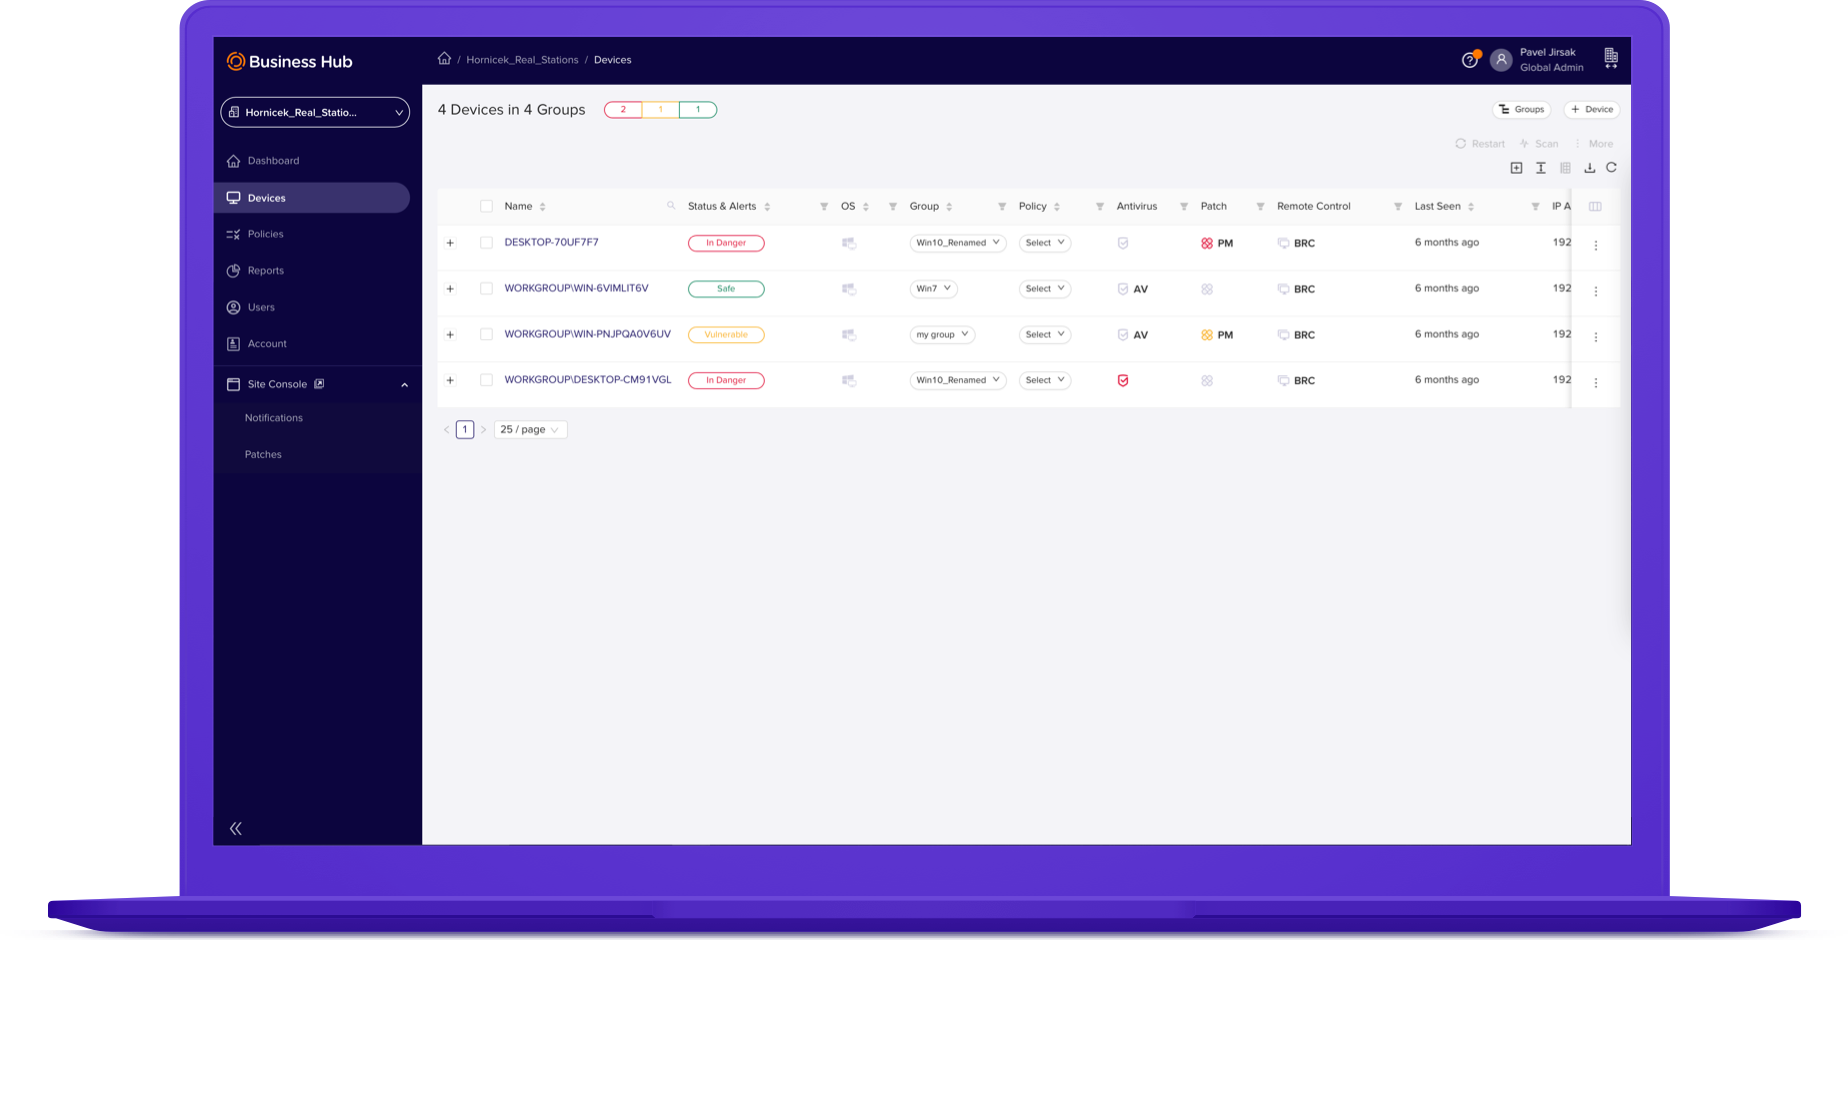 Business Hub
/ Hornicek_Real_Stations / Devices
Pavel Jirsak
Global Admin
Hornicek_Real_Statio...
4 Devices in 4 Groups 2 1 1
Groups + Device
Restart Scan More
Dashboard
Devices
Policies
Reports
Users
Account
Site Console
Notifications
Patches
Name Status & Alerts OS Group Policy Antivirus Patch Remote Control Last Seen IP A
+ DESKTOP-70UF7F7 In Danger Win10_Renamed Select PM BRC 6 months ago 192
+ WORKGROUP\WIN-6VIMLIT6V Safe Win7 Select AV BRC 6 months ago 192
+ WORKGROUP\WIN-PNJPQA0V6UV Vulnerable my group Select AV PM BRC 6 months ago 192
+ WORKGROUP\DESKTOP-CM91VGL In Danger Win10_Renamed Select BRC 6 months ago 192
< 1 > 25 / page